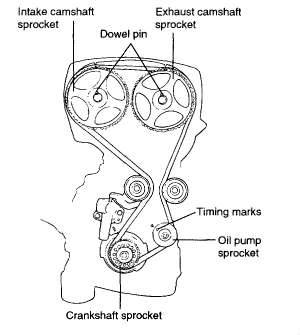 Intake camshaft
sprocket
Exhaust camshaft
sprocket
Dowel pin
Timing marks
Oil pump
sprocket
Crankshaft sprocket